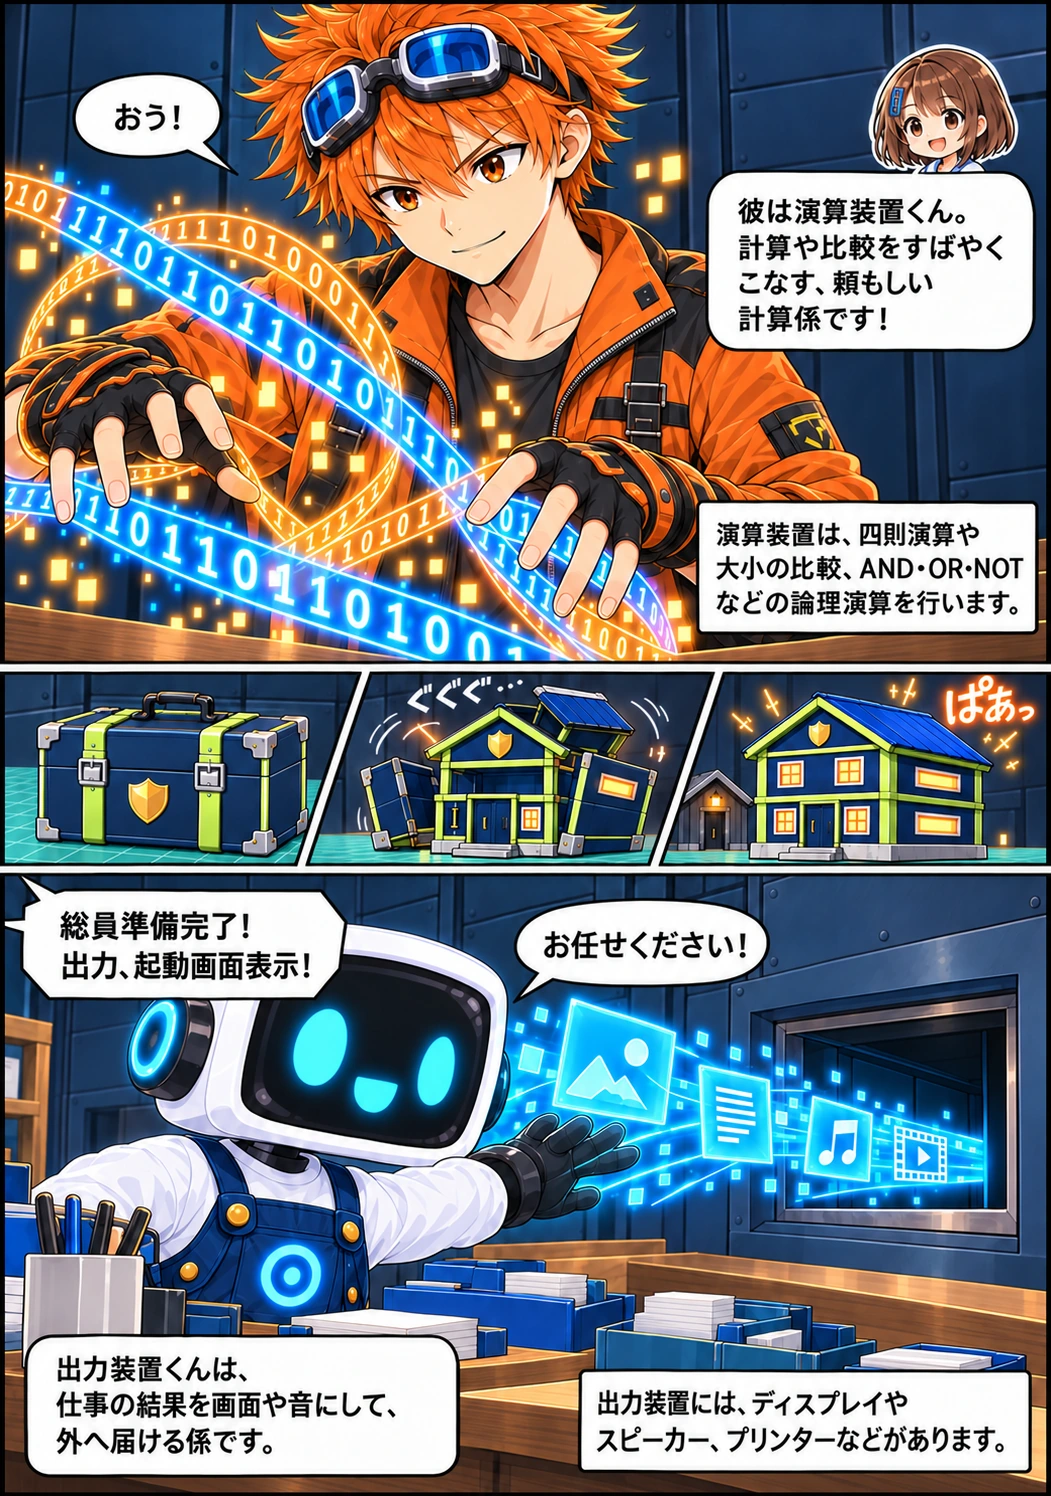 おう！
彼は演算装置くん。
計算や比較をすばやく
こなす、頼もしい
計算係です！
演算装置は、四則演算や
大小の比較、AND・OR・NOT
などの論理演算を行います。
ぐぐぐ…
ぱあっ
総員準備完了！
出力、起動画面表示！
お任せください！
出力装置くんは、
仕事の結果を画面や音にして、
外へ届ける係です。
出力装置には、ディスプレイや
スピーカー、プリンターなどがあります。